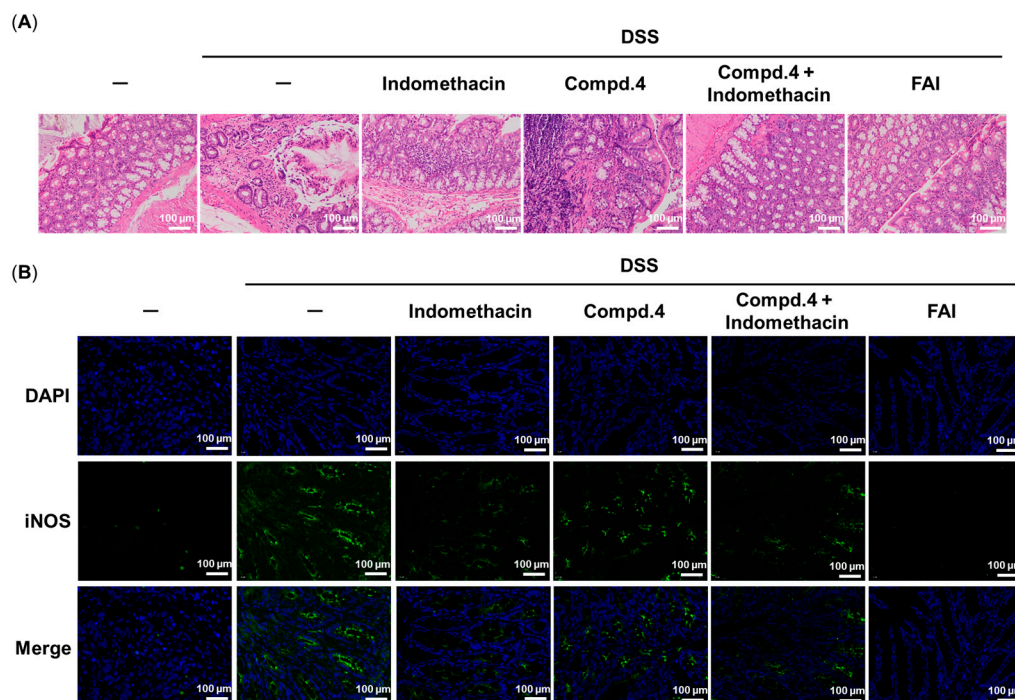 (A)
DSS
— — Indomethacin Compd.4 Compd.4 + Indomethacin FAI
100 μm 100 μm 100 μm 100 μm 100 μm 100 μm
(B)
DSS
— — Indomethacin Compd.4 Compd.4 + Indomethacin FAI
DAPI 100 μm 100 μm 100 μm 100 μm 100 μm 100 μm
iNOS 100 μm 100 μm 100 μm 100 μm 100 μm 100 μm
Merge 100 μm 100 μm 100 μm 100 μm 100 μm 100 μm